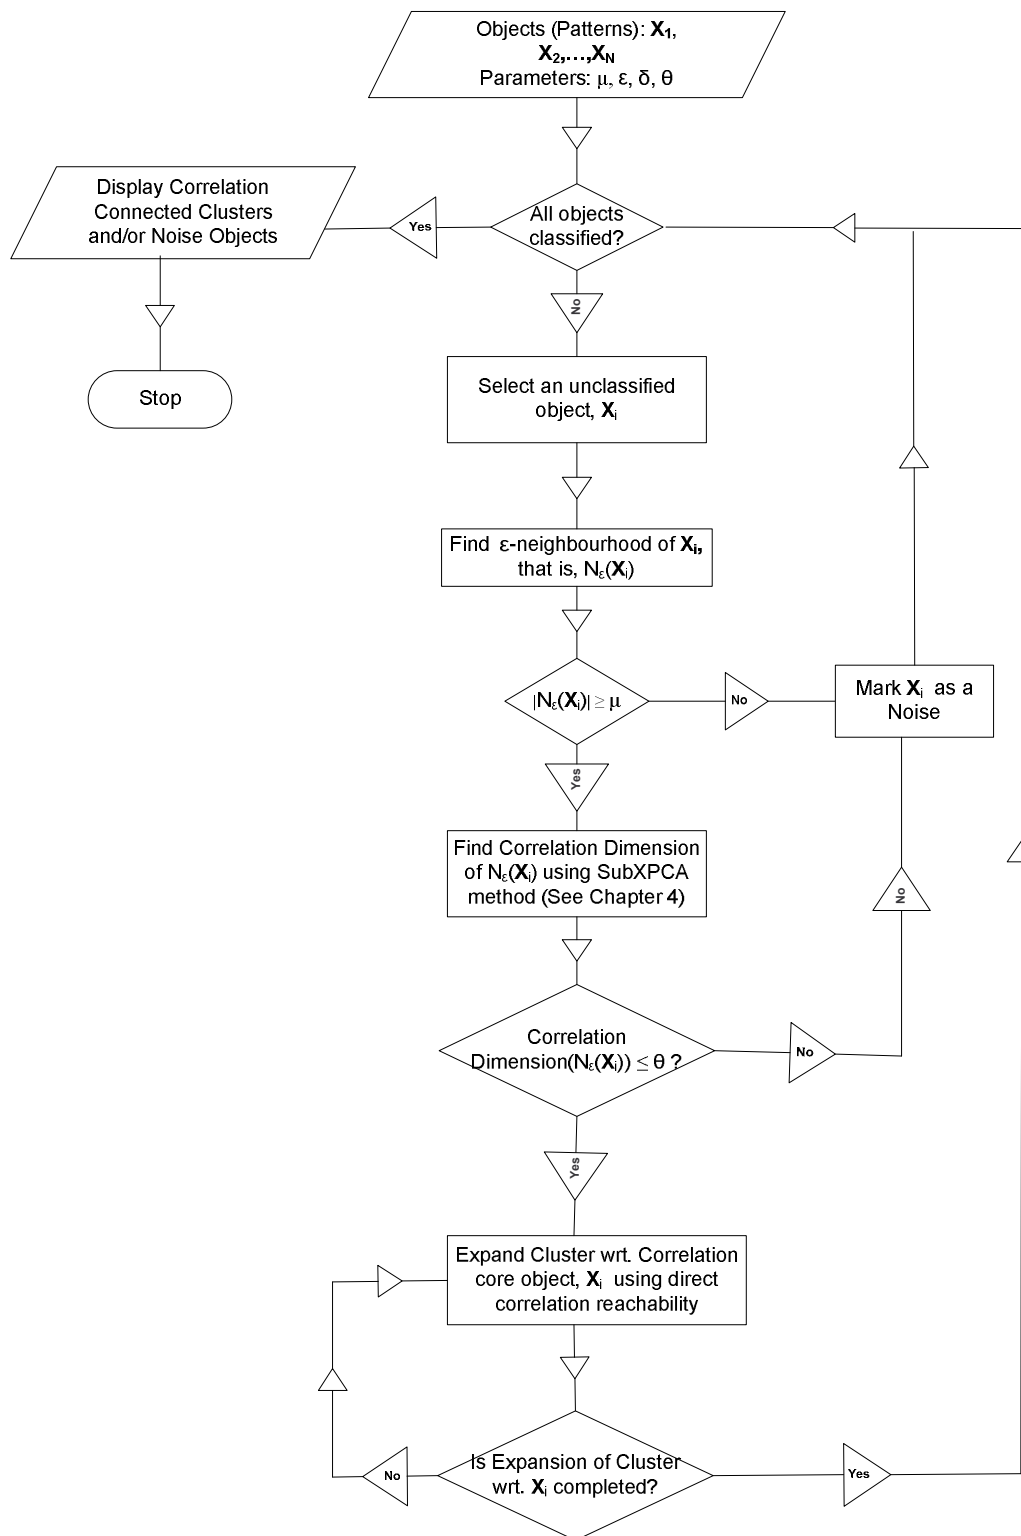 Objects (Patterns): X1,
X2,...,XN
Parameters: μ, ε, δ, θ
Display Correlation
Connected Clusters
and/or Noise Objects
Yes
All objects
classified?
No
Stop
Select an unclassified
object, Xi
Find ε-neighbourhood of Xi,
that is, Nε(Xi)
|Nε(Xi)| ≥ μ
No
Mark Xi as a
Noise
Yes
Find Correlation Dimension
of Nε(Xi) using SubXPCA
method (See Chapter 4)
No
Correlation
Dimension(Nε(Xi)) ≤ θ ?
No
Yes
Expand Cluster wrt. Correlation
core object, Xi using direct
correlation reachability
No
Is Expansion of Cluster
wrt. Xi completed?
Yes